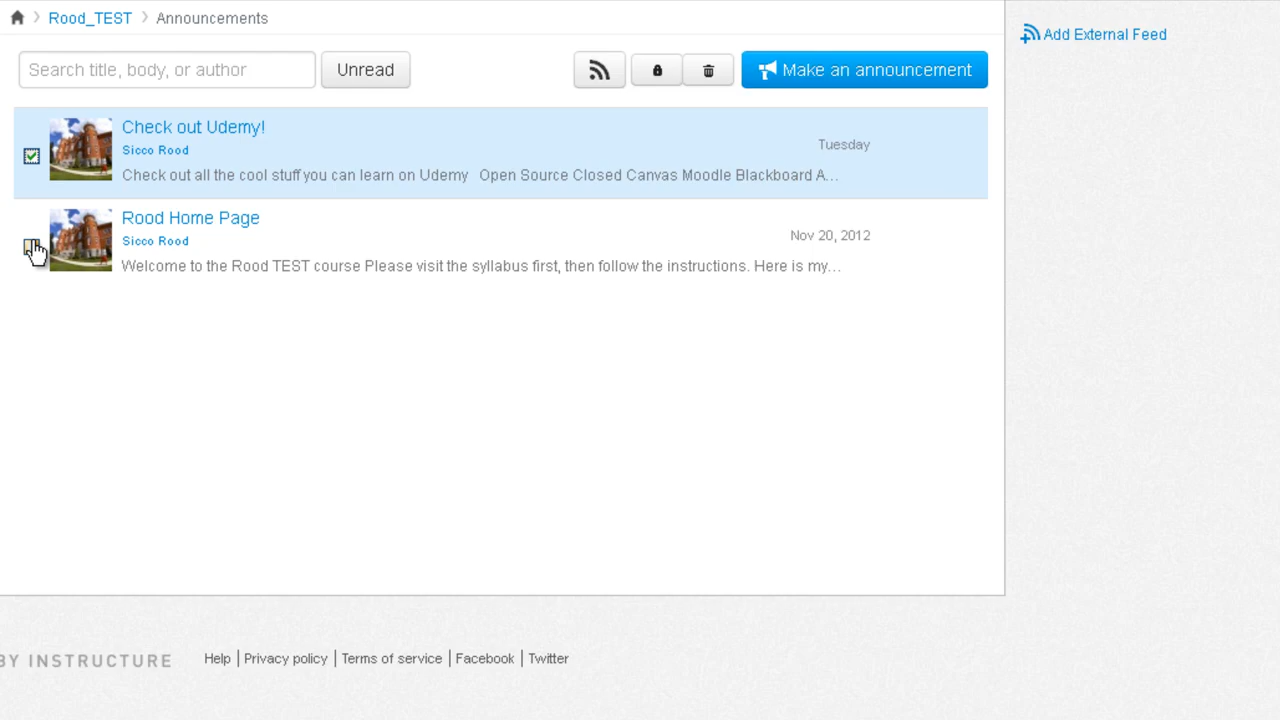 Rood_TEST Announcements
Search title, body, or author Unread Make an announcement Add External Feed
Check out Udemy!
Sicco Rood
Tuesday
Check out all the cool stuff you can learn on Udemy Open Source Closed Canvas Moodle Blackboard A...
Rood Home Page
Sicco Rood
Nov 20, 2012
Welcome to the Rood TEST course Please visit the syllabus first, then follow the instructions. Here is my...
BY INSTRUCTURE Help Privacy policy Terms of service Facebook Twitter